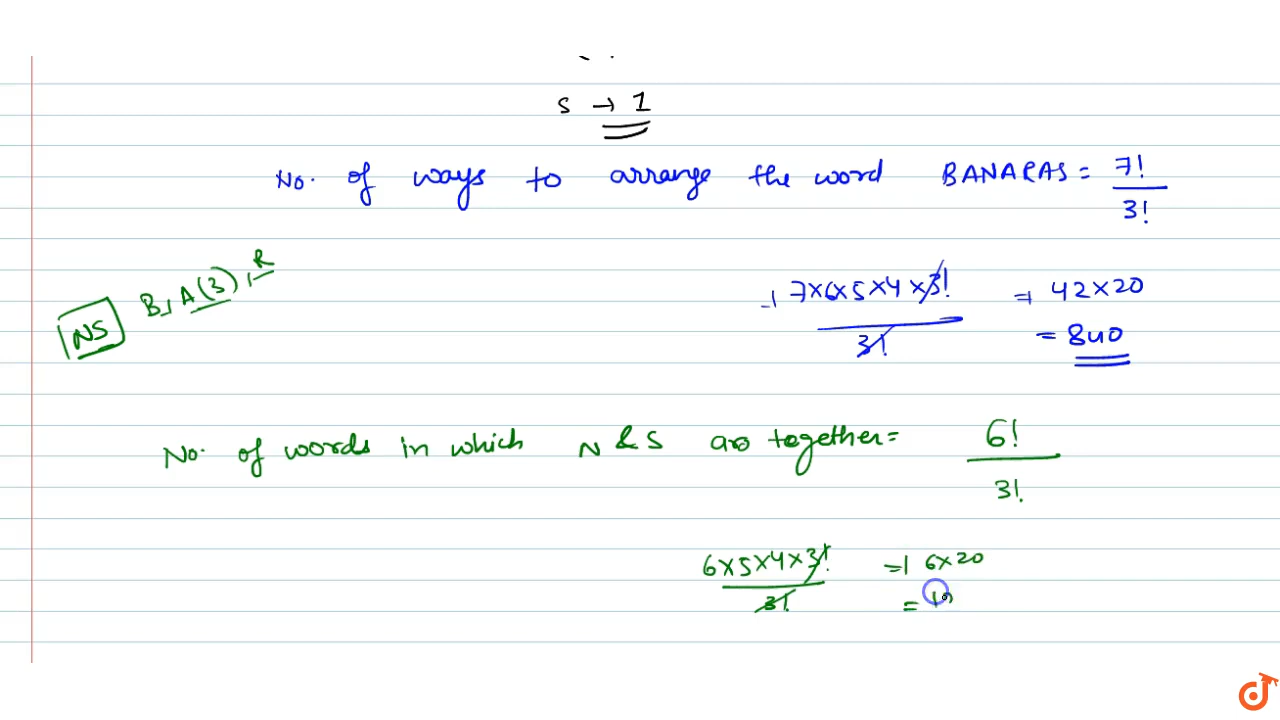 s → 1
No. of ways to arrange the word BANARAS = 7!/3!
B, A(3), R
NS
7×6×5×4×3!/3! = 42×20
= 840
No. of words in which N & S are together = 6!/3!
6×5×4×3!/3! = 6×20
=